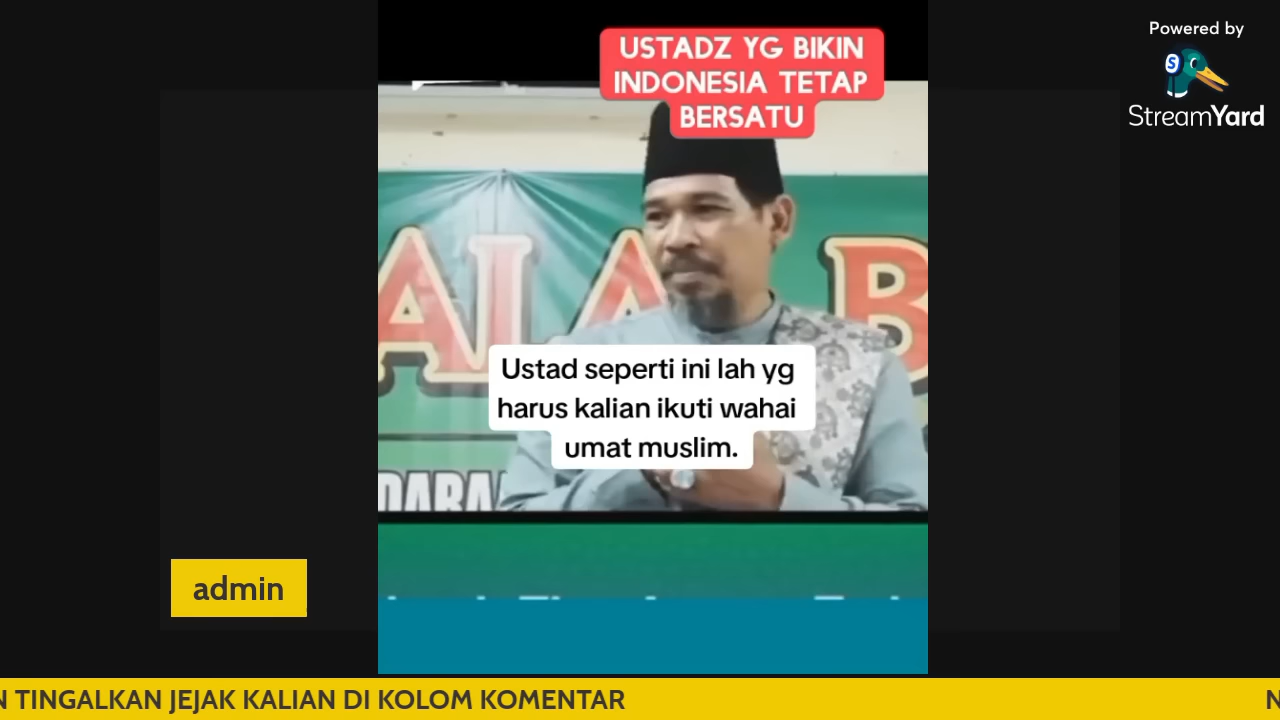 Powered by
StreamYard
USTADZ YG BIKIN
INDONESIA TETAP
BERSATU
Ustad seperti ini lah yg
harus kalian ikuti wahai
umat muslim.
admin
N TINGALKAN JEJAK KALIAN DI KOLOM KOMENTAR
N